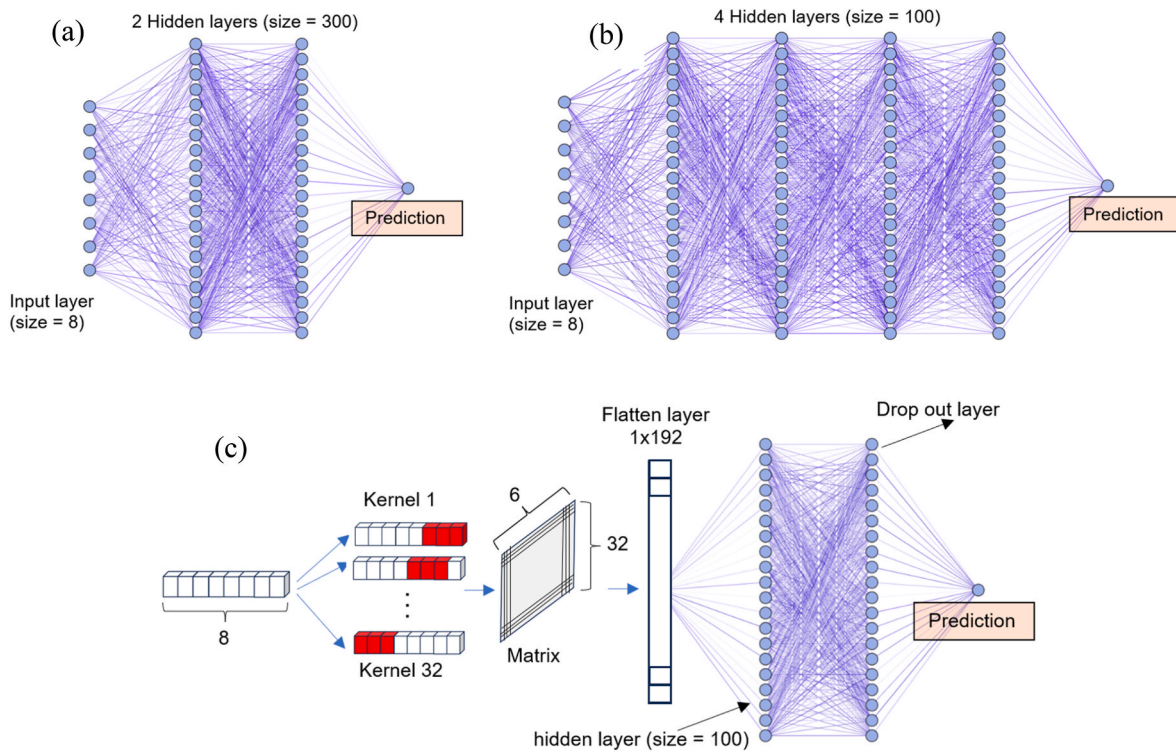 (a)
2 Hidden layers (size = 300)
Prediction
Input layer
(size = 8)
(b)
4 Hidden layers (size = 100)
Prediction
Input layer
(size = 8)
(c)
8
Kernel 1
Kernel 32
6
32
Matrix
Flatten layer
1x192
Drop out layer
Prediction
hidden layer (size = 100)